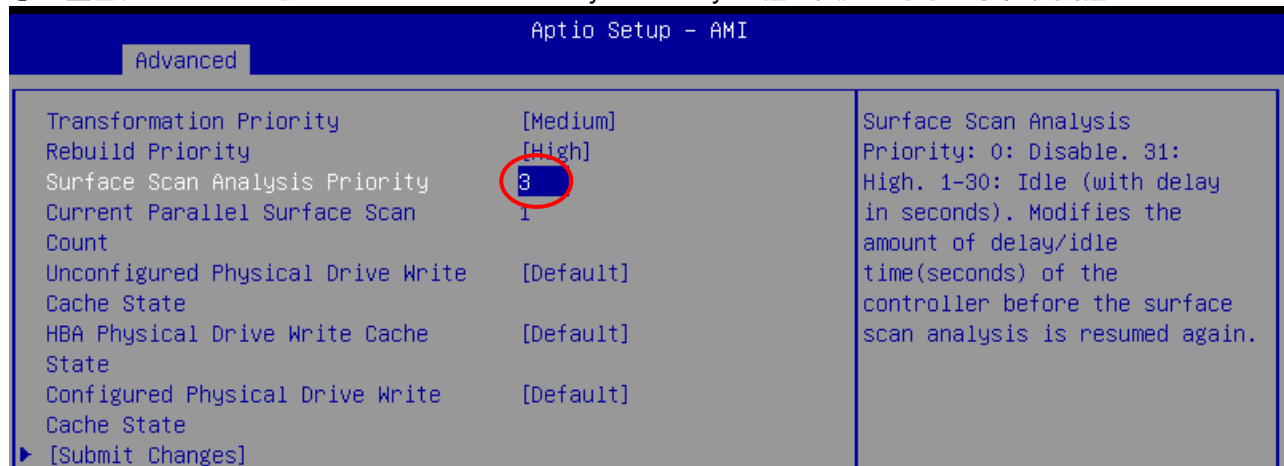 Aptio Setup - AMI
Advanced
Transformation Priority [Medium]
Rebuild Priority [High]
Surface Scan Analysis Priority 3
Current Parallel Surface Scan 1
Count
Unconfigured Physical Drive Write [Default]
Cache State
HBA Physical Drive Write Cache [Default]
State
Configured Physical Drive Write [Default]
Cache State
[Submit Changes]
Surface Scan Analysis
Priority: 0: Disable. 31:
High. 1-30: Idle (with delay
in seconds). Modifies the
amount of delay/idle
time(seconds) of the
controller before the surface
scan analysis is resumed again.